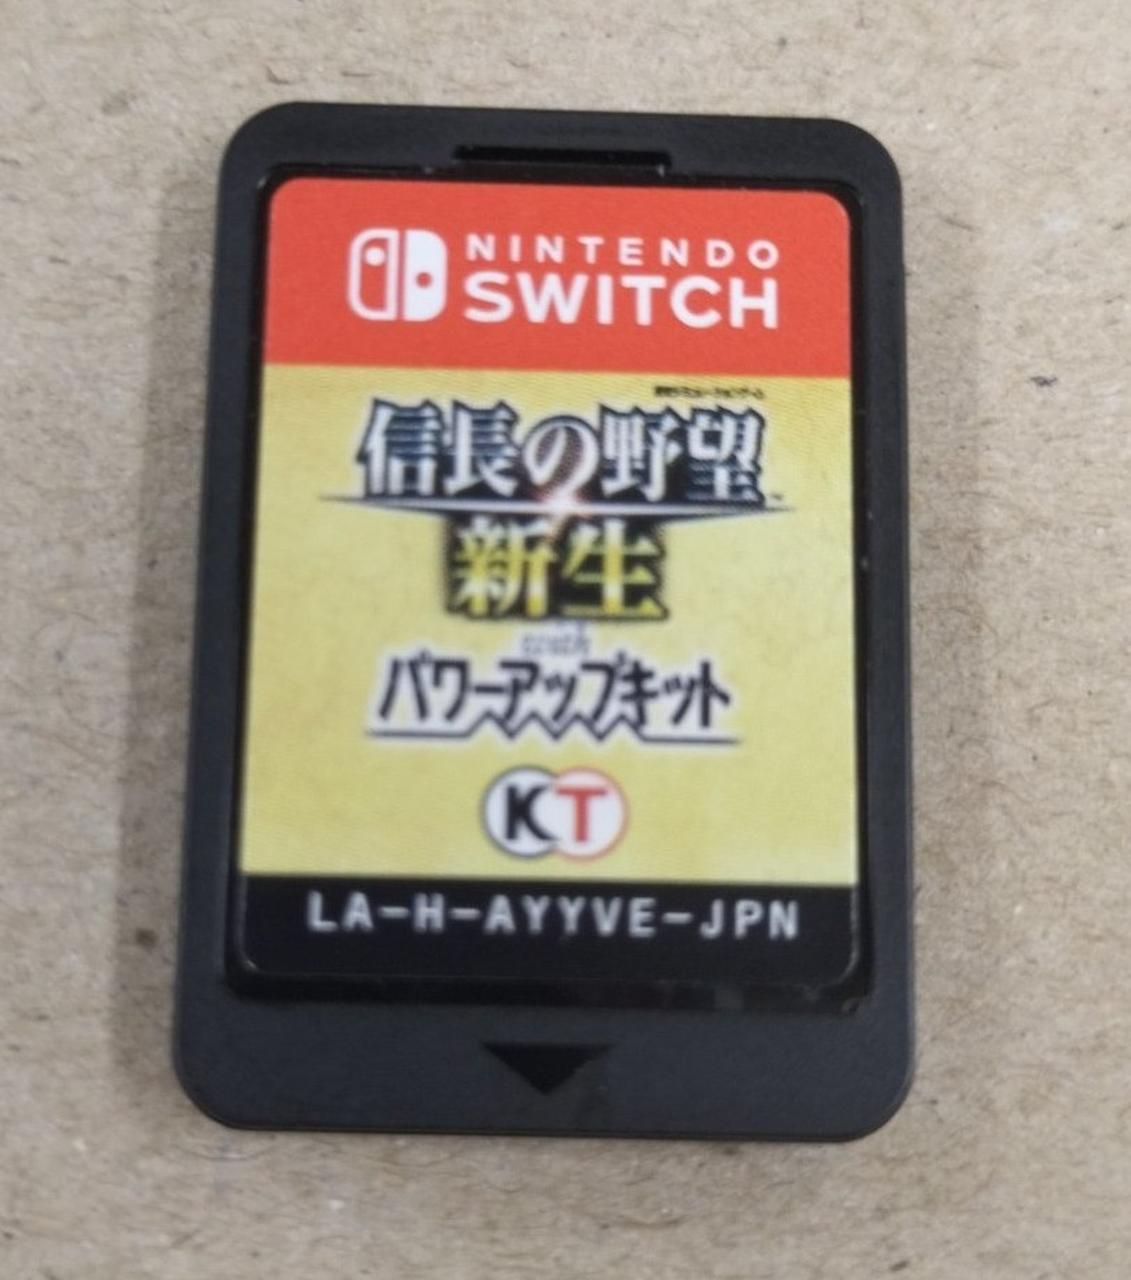 NINTENDO
SWITCH
信長の野望
新生
with
パワーアップキット
KT
LA-H-AYYVE-JPN